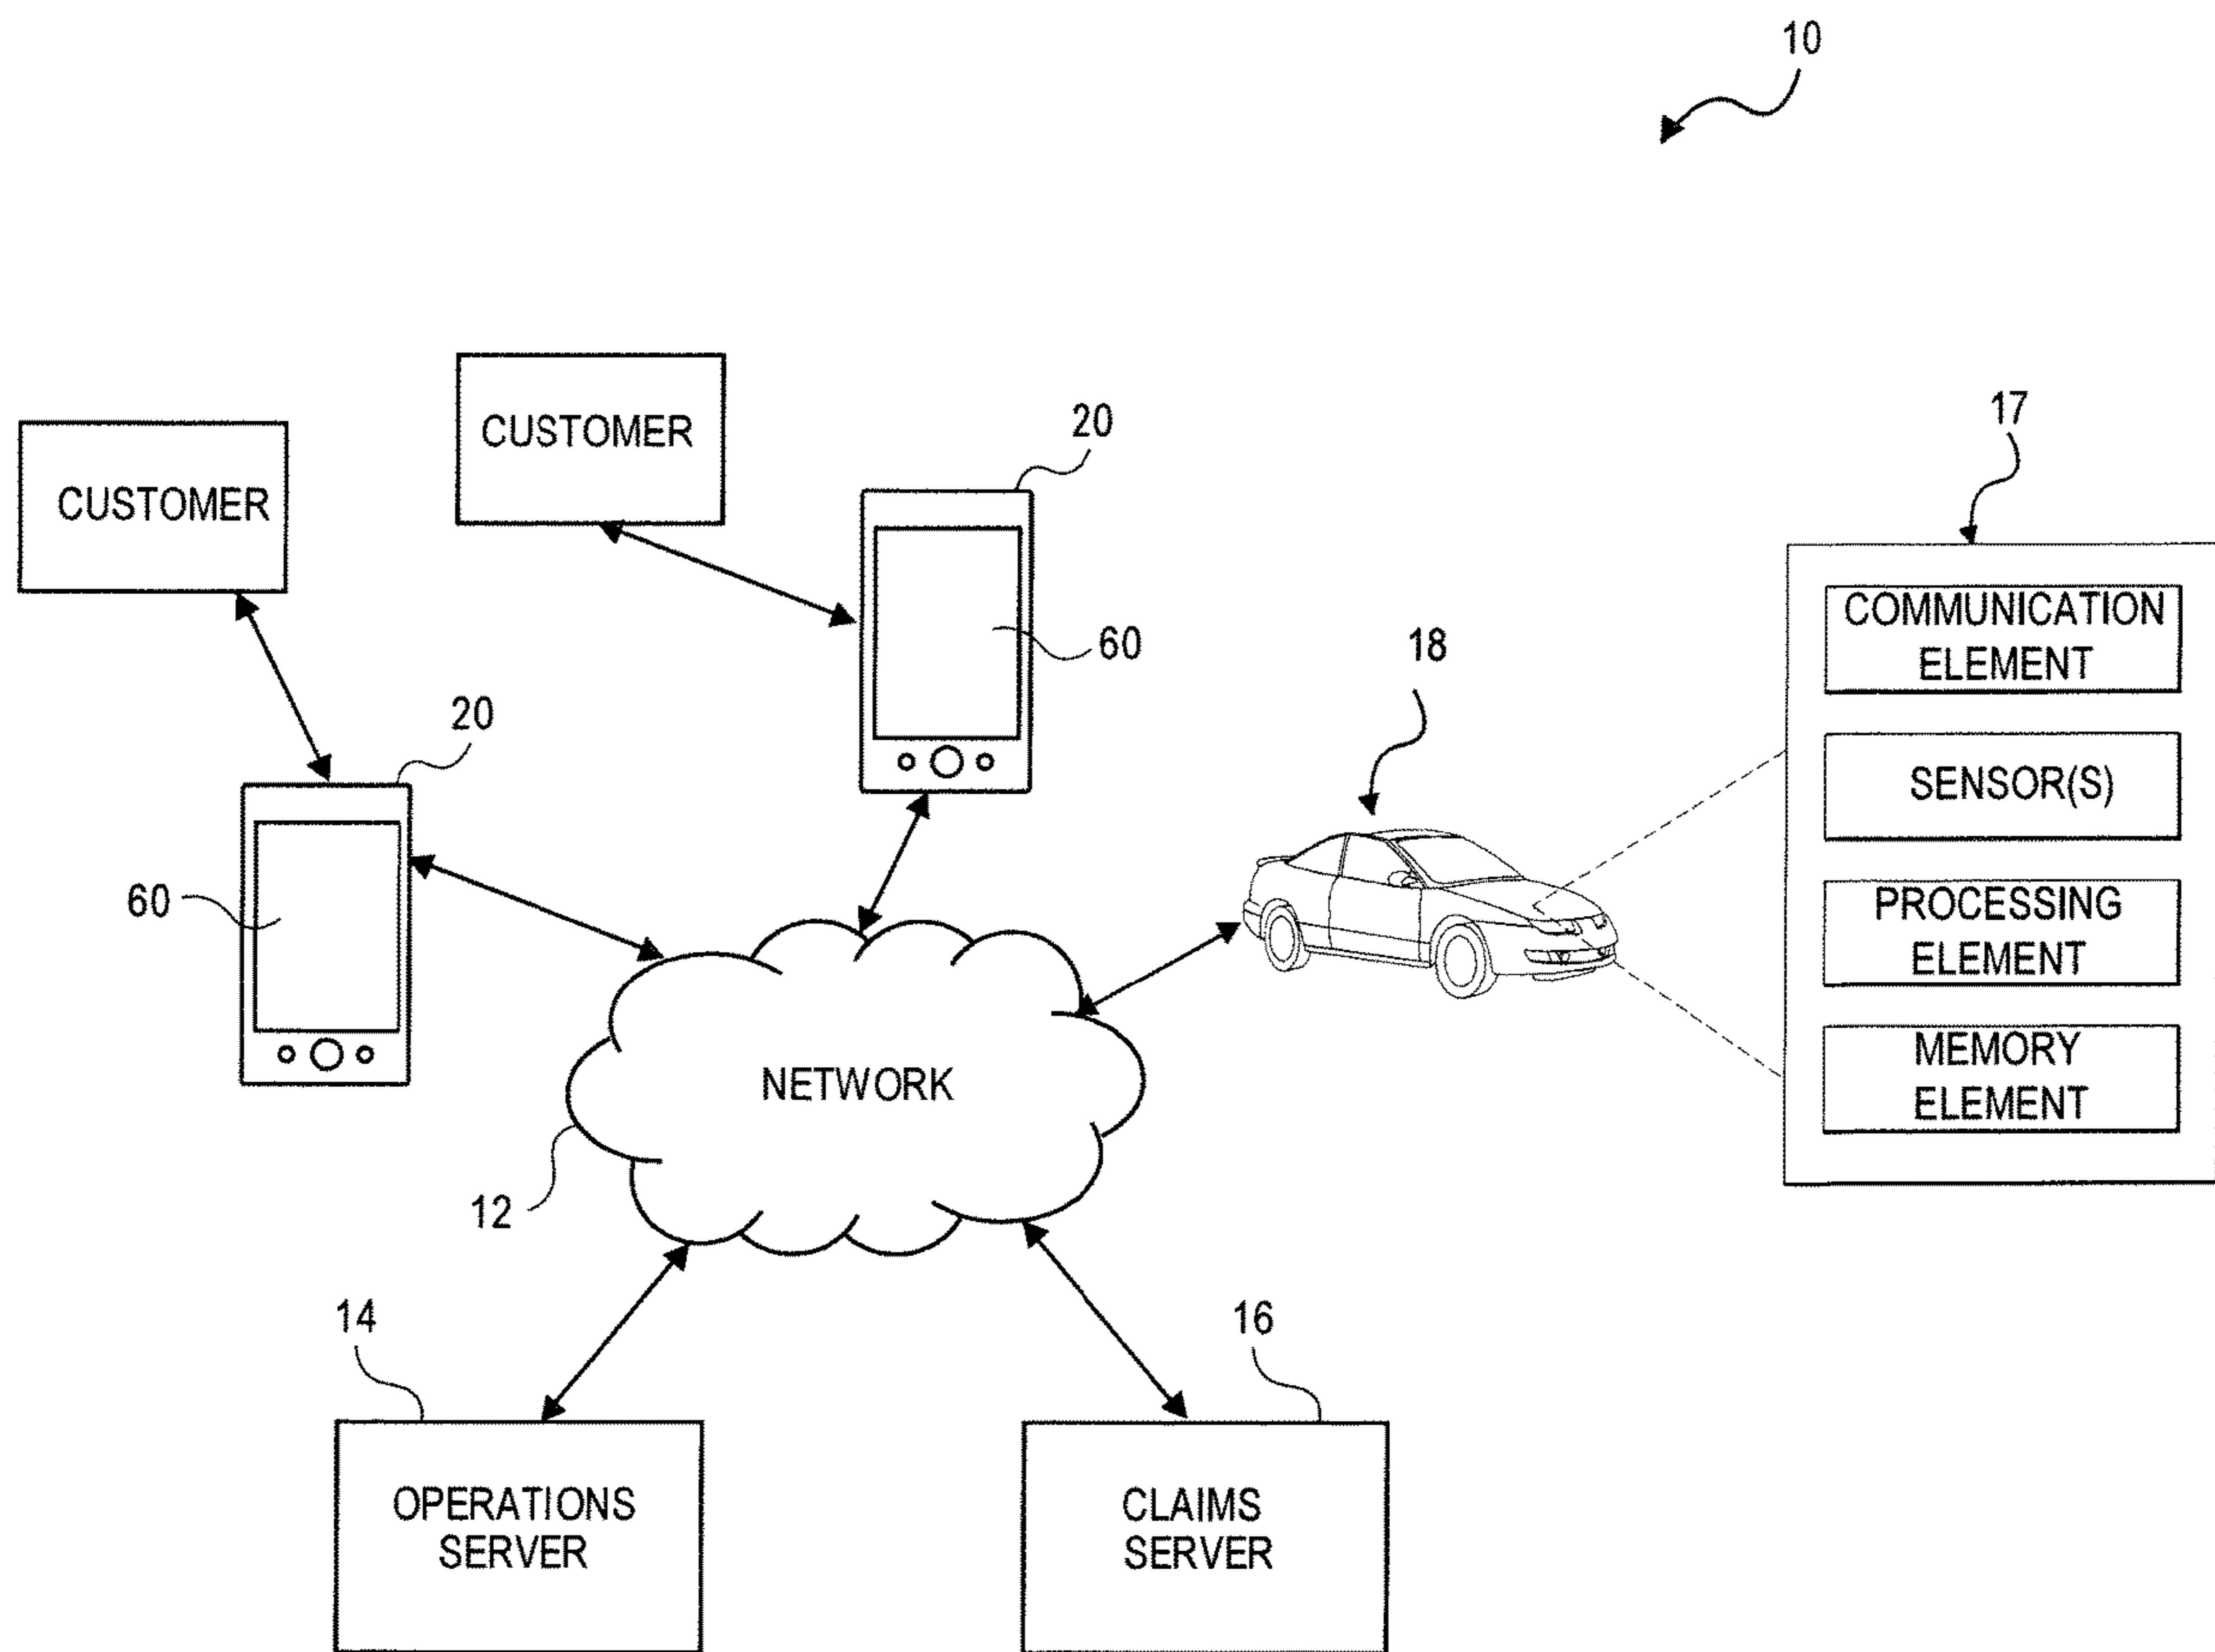 10
CUSTOMER
CUSTOMER
20
17
COMMUNICATION
ELEMENT
60
18
20
SENSOR(S)
60
PROCESSING
ELEMENT
NETWORK
MEMORY
ELEMENT
12
14
16
OPERATIONS
SERVER
CLAIMS
SERVER